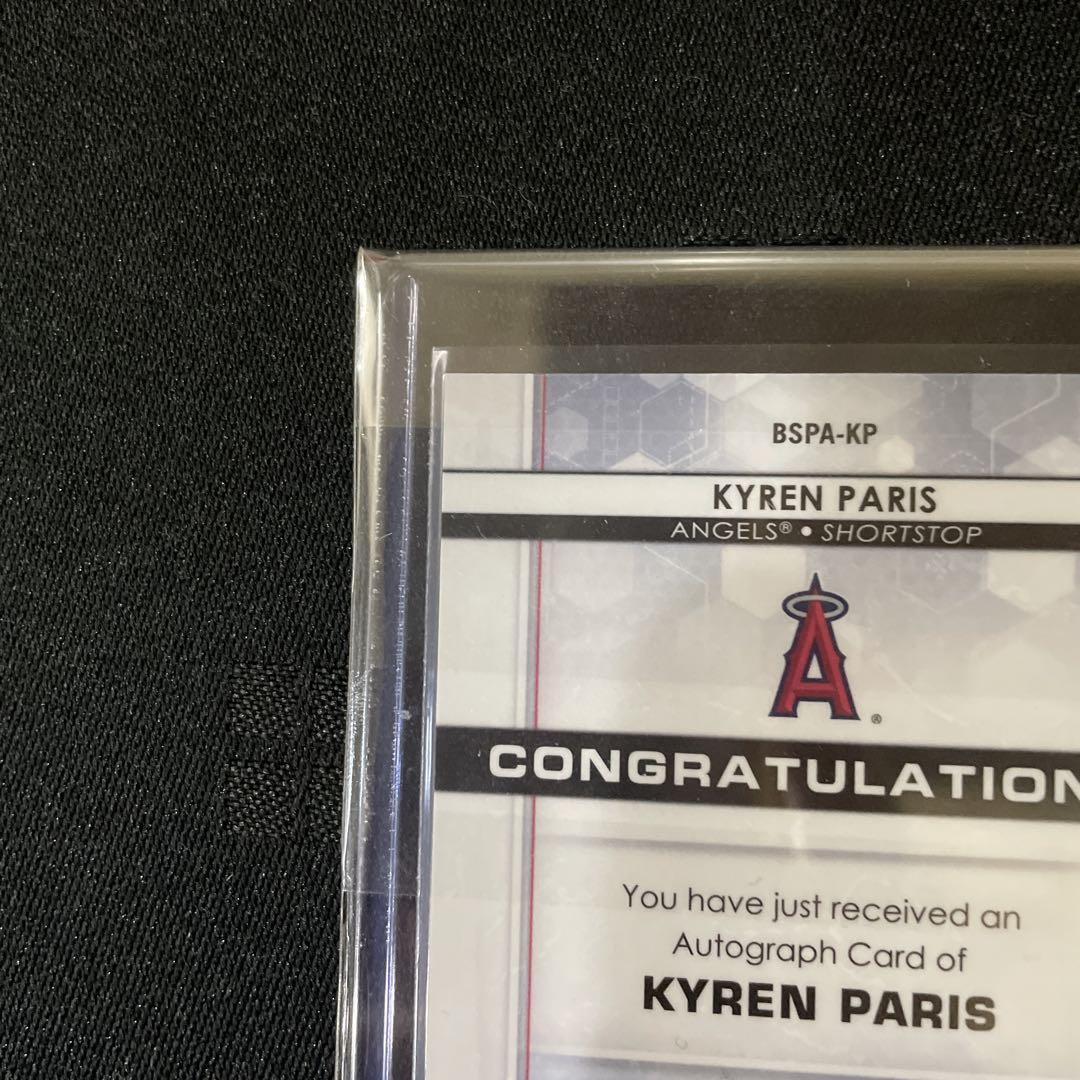 BSPA-KP
KYREN PARIS
ANGELS® • SHORTSTOP
A®
CONGRATULATION
You have just received an
Autograph Card of
KYREN PARIS